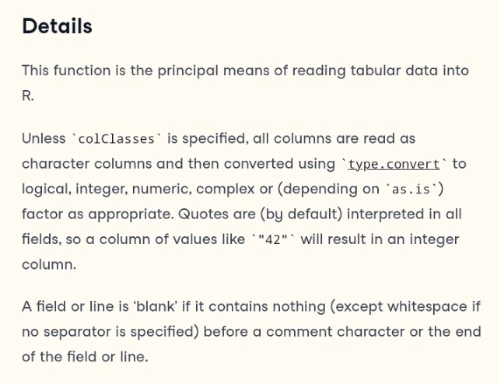 Details
This function is the principal means of reading tabular data into
R.
Unless `colClasses` is specified, all columns are read as
character columns and then converted using `type.convert` to
logical, integer, numeric, complex or (depending on `as.is`)
factor as appropriate. Quotes are (by default) interpreted in all
fields, so a column of values like `"42"` will result in an integer
column.
A field or line is ‘blank’ if it contains nothing (except whitespace if
no separator is specified) before a comment character or the end
of the field or line.